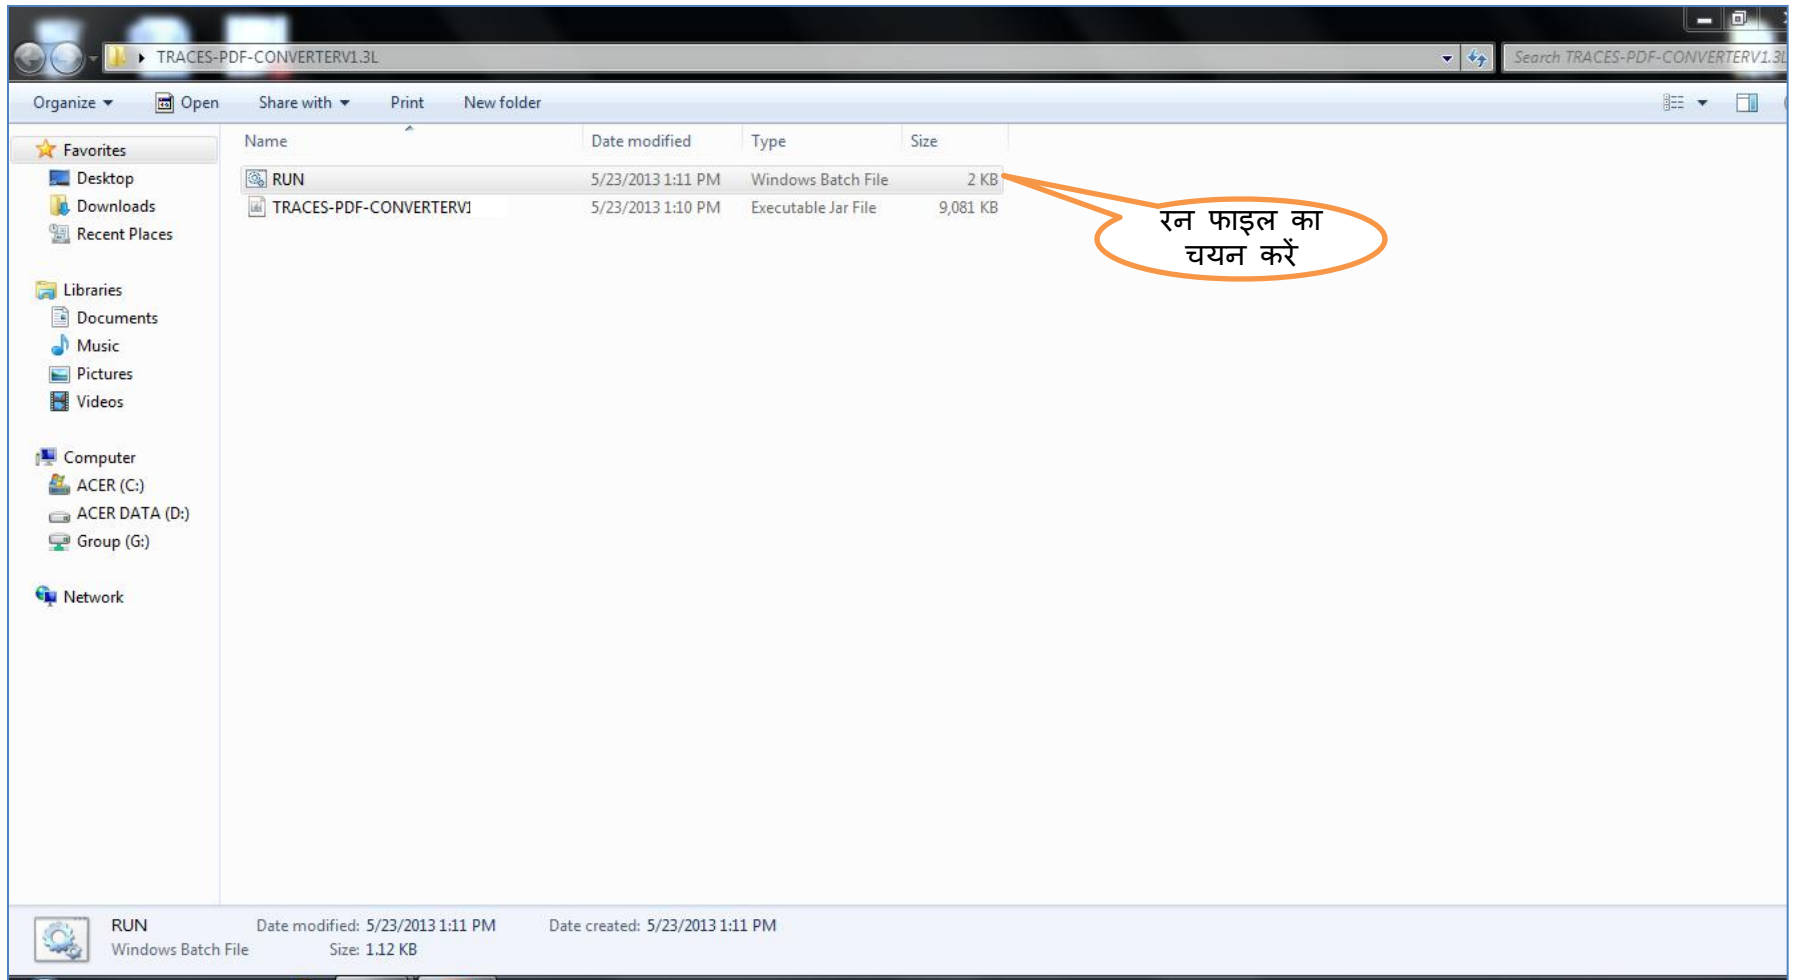 TRACES-PDF-CONVERTERV1.3L
Search TRACES-PDF-CONVERTERV1.3L
Organize Open Share with Print New folder
Name Date modified Type Size
Favorites
Desktop
Downloads
Recent Places
Libraries
Documents
Music
Pictures
Videos
Computer
ACER (C:)
ACER DATA (D:)
Group (G:)
Network
RUN 5/23/2013 1:11 PM Windows Batch File 2 KB
TRACES-PDF-CONVERTERV1 5/23/2013 1:10 PM Executable Jar File 9,081 KB
रन फाइल का
चयन करें
RUN Date modified: 5/23/2013 1:11 PM Date created: 5/23/2013 1:11 PM
Windows Batch File Size: 1.12 KB